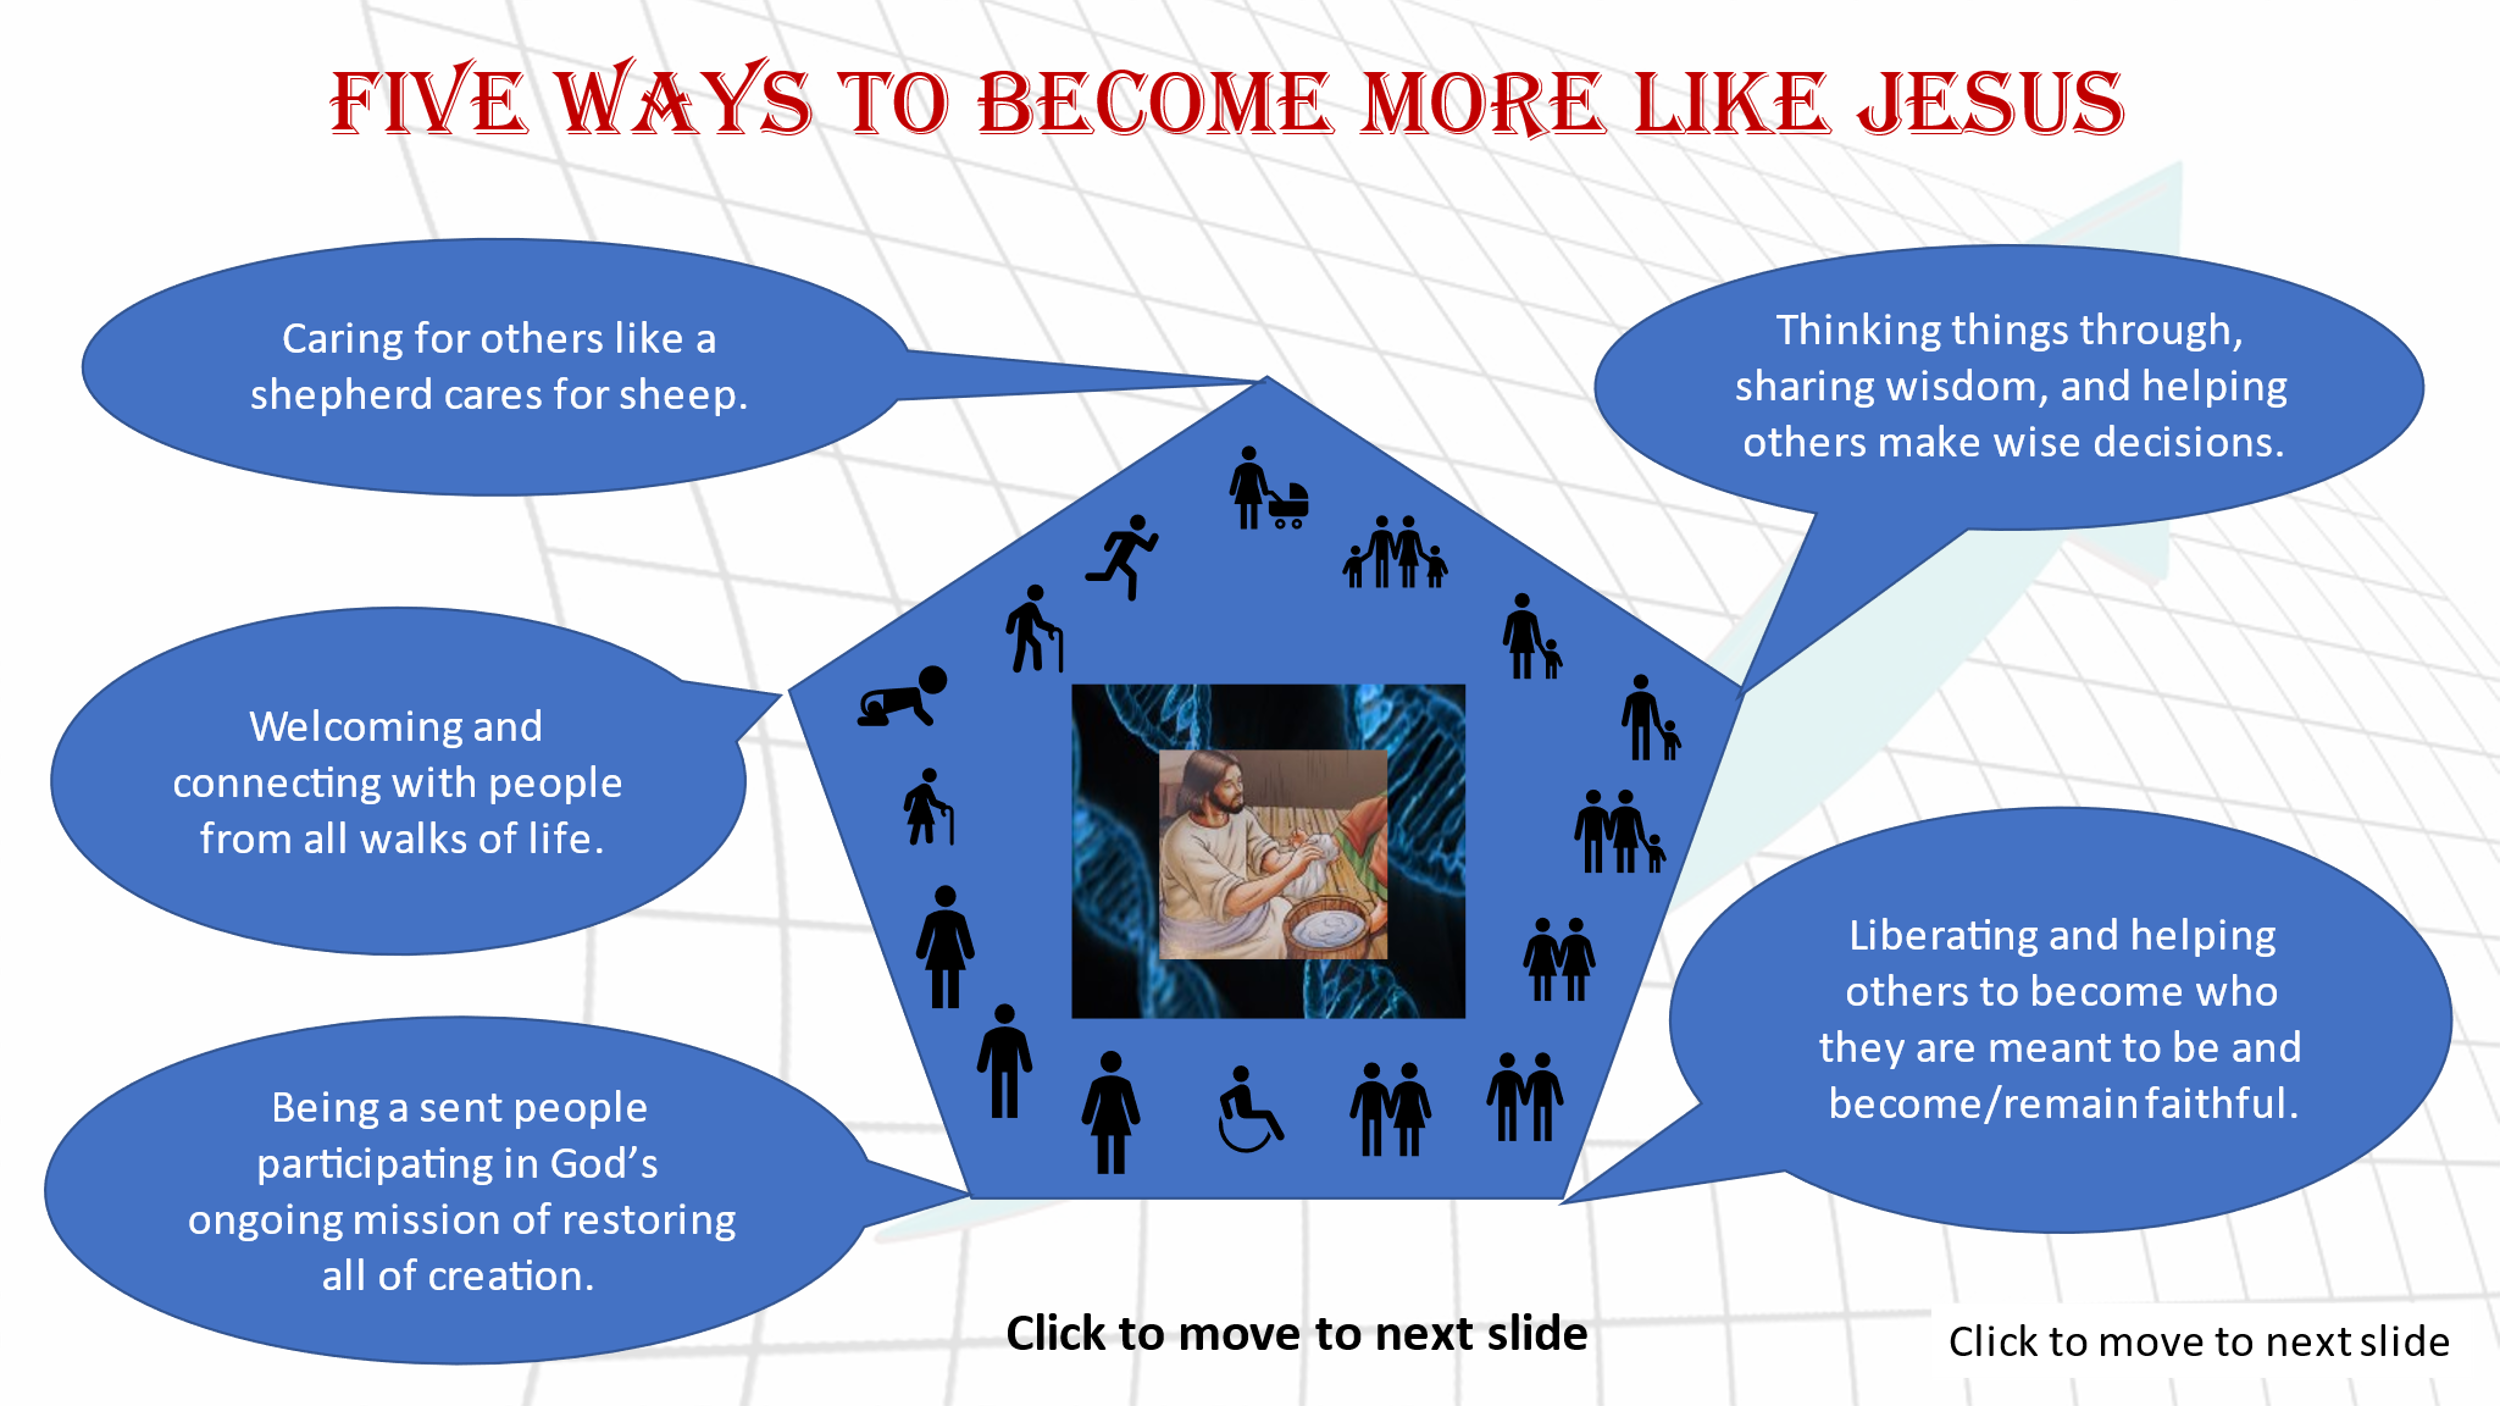 FIVE WAYS TO BECOME MORE LIKE JESUS
Caring for others like a
shepherd cares for sheep.
Thinking things through,
sharing wisdom, and helping
others make wise decisions.
Welcoming and
connecting with people
from all walks of life.
Liberating and helping
others to become who
they are meant to be and
become/remain faithful.
Being a sent people
participating in God’s
ongoing mission of restoring
all of creation.
Click to move to next slide
Click to move to next slide